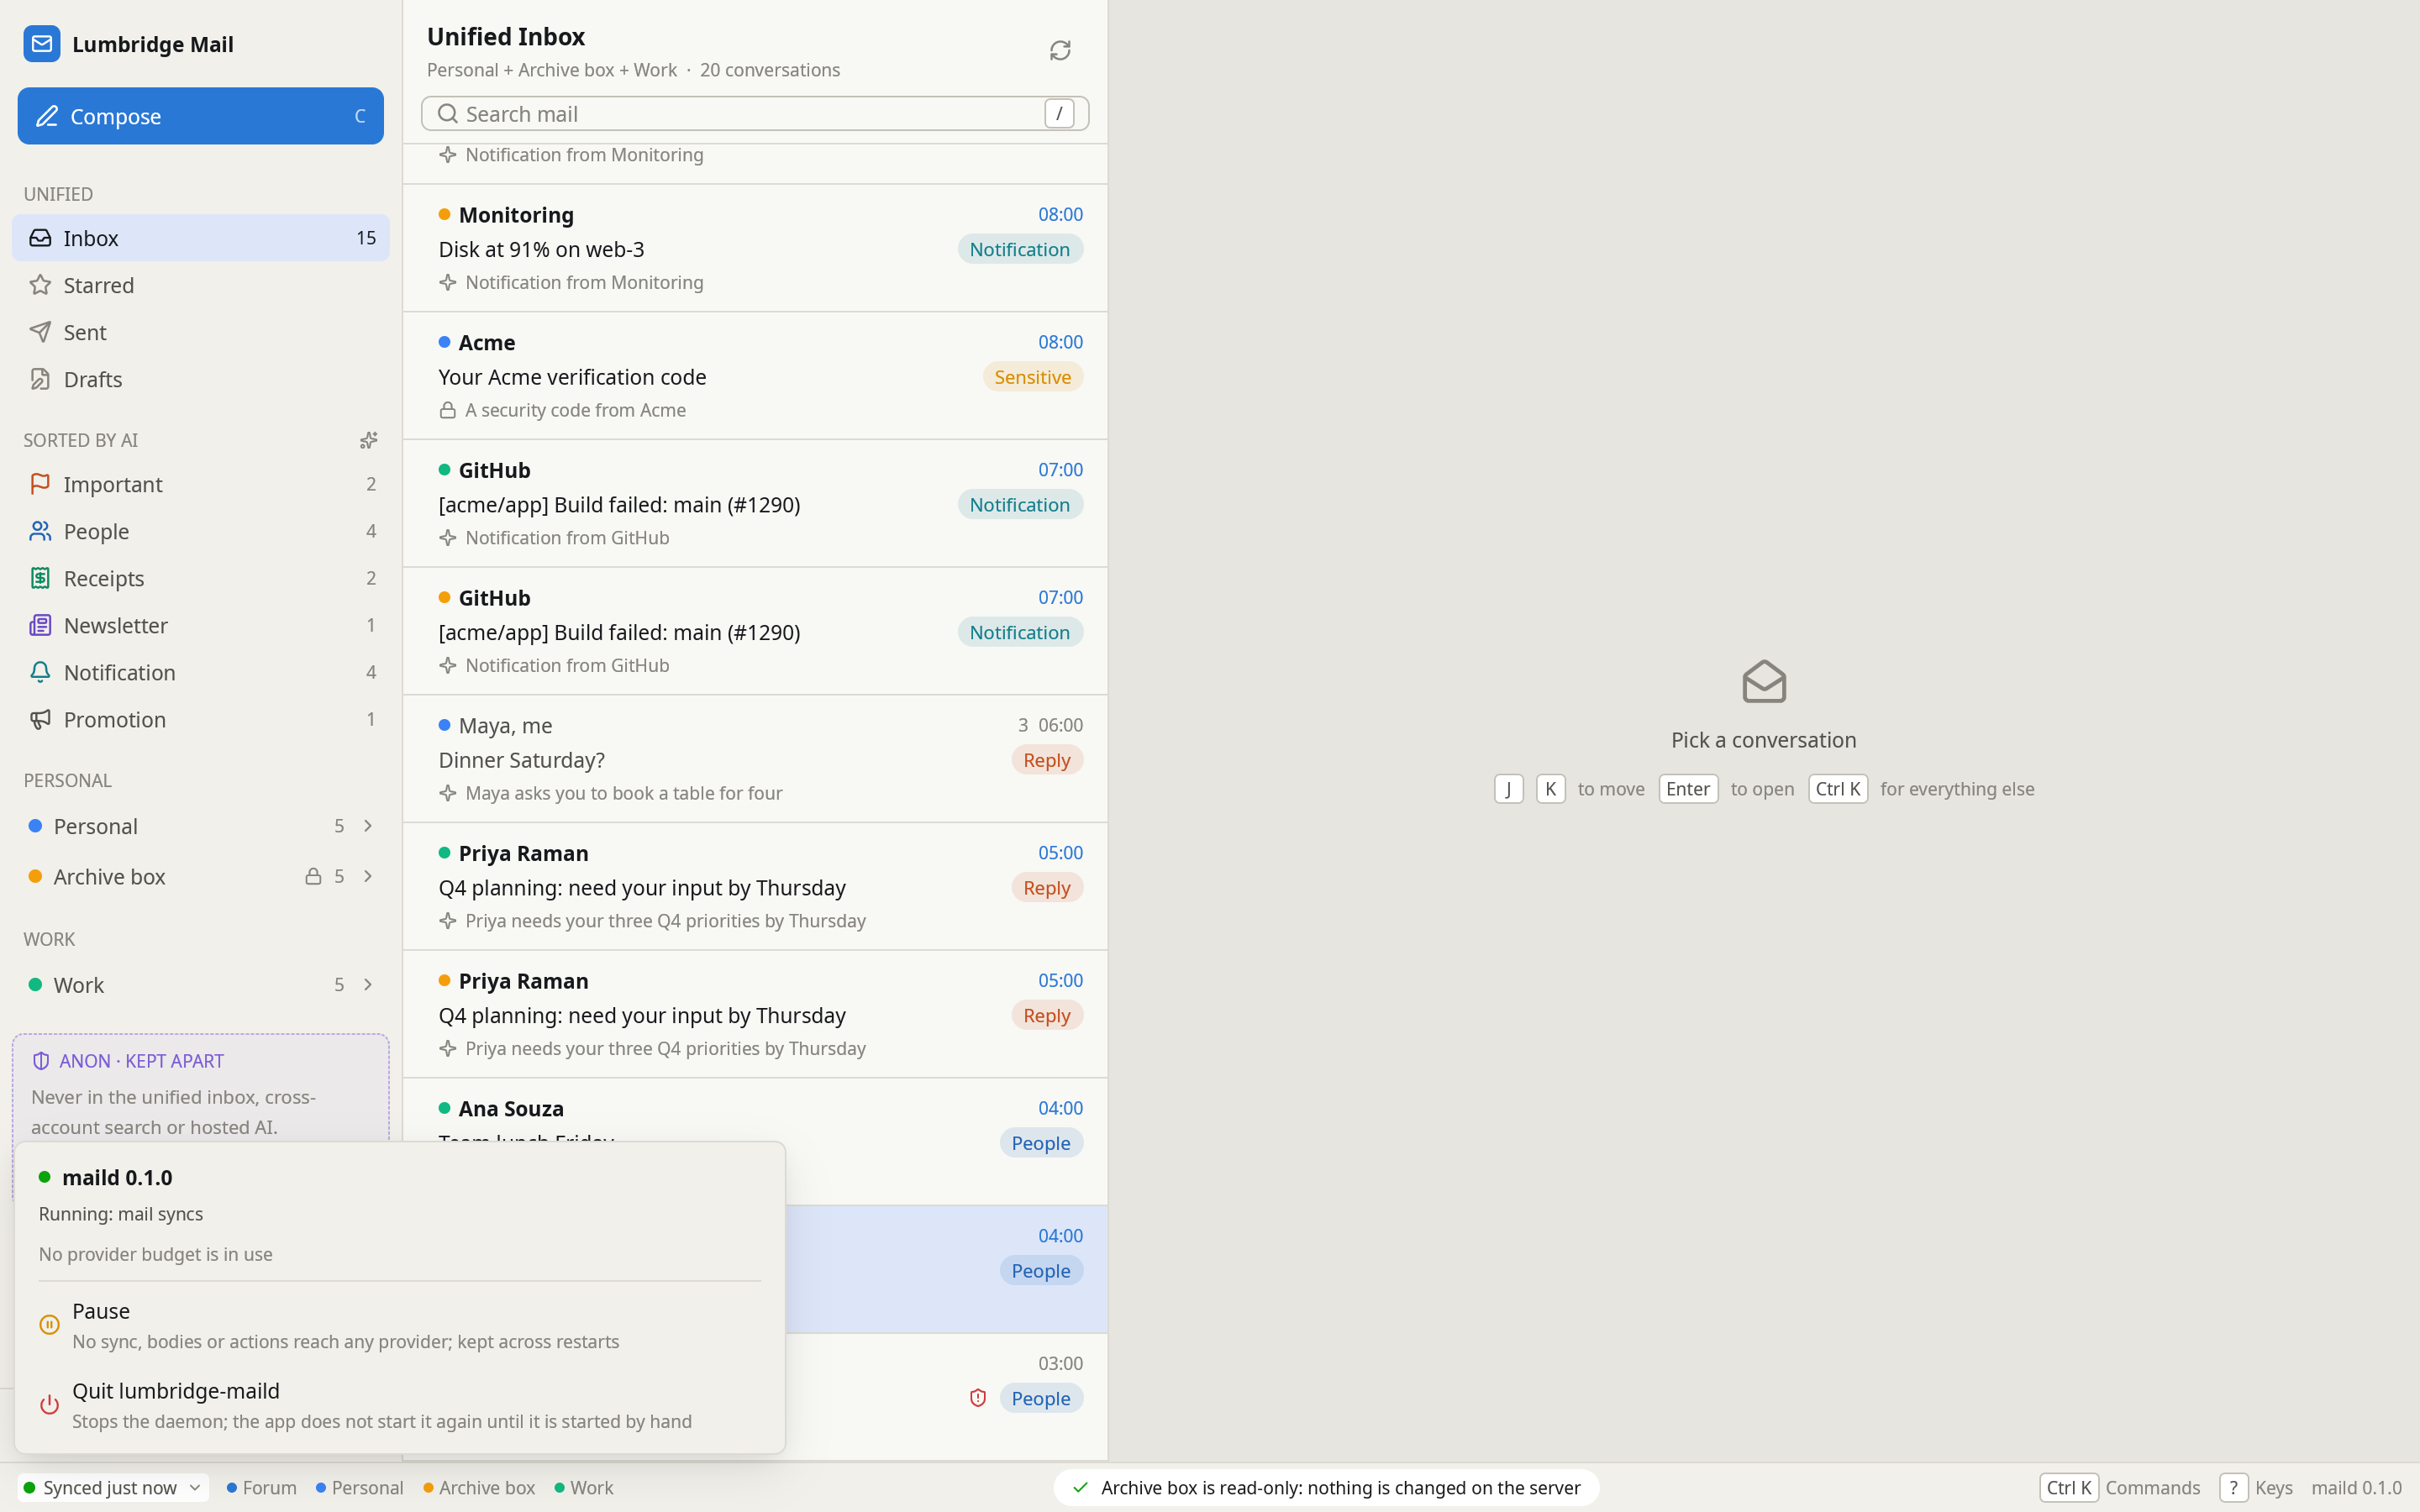 Lumbridge Mail
Compose C
UNIFIED
Inbox 15
Starred
Sent
Drafts
SORTED BY AI
Important 2
People 4
Receipts 2
Newsletter 1
Notification 4
Promotion 1
PERSONAL
Personal 5
Archive box 5
WORK
Work 5
ANON · KEPT APART
Never in the unified inbox, cross-
account search or hosted AI.
maild 0.1.0
Running: mail syncs
No provider budget is in use
Pause
No sync, bodies or actions reach any provider; kept across restarts
Quit lumbridge-maild
Stops the daemon; the app does not start it again until it is started by hand
Unified Inbox
Personal + Archive box + Work · 20 conversations
Search mail /
Notification from Monitoring
Monitoring 08:00
Disk at 91% on web-3 Notification
Notification from Monitoring
Acme 08:00
Your Acme verification code Sensitive
A security code from Acme
GitHub 07:00
[acme/app] Build failed: main (#1290) Notification
Notification from GitHub
GitHub 07:00
[acme/app] Build failed: main (#1290) Notification
Notification from GitHub
Maya, me 3 06:00
Dinner Saturday? Reply
Maya asks you to book a table for four
Priya Raman 05:00
Q4 planning: need your input by Thursday Reply
Priya needs your three Q4 priorities by Thursday
Priya Raman 05:00
Q4 planning: need your input by Thursday Reply
Priya needs your three Q4 priorities by Thursday
Ana Souza 04:00
Team lunch Friday People
04:00
People
03:00
People
Pick a conversation
J K to move Enter to open Ctrl K for everything else
Synced just now Forum Personal Archive box Work
Archive box is read-only: nothing is changed on the server
Ctrl K Commands ? Keys maild 0.1.0